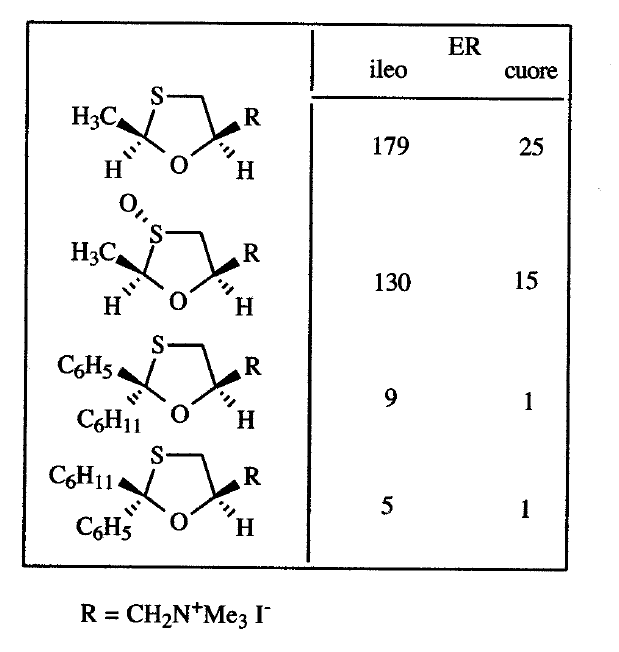 ER
ileo cuore
S
H₃C R
H O H
179 25
O
S
H₃C R
H O H
130 15
S
C₆H₅ R
C₆H₁₁ O H
9 1
S
C₆H₁₁ R
C₆H₅ O H
5 1
R = CH₂N⁺Me₃ I⁻